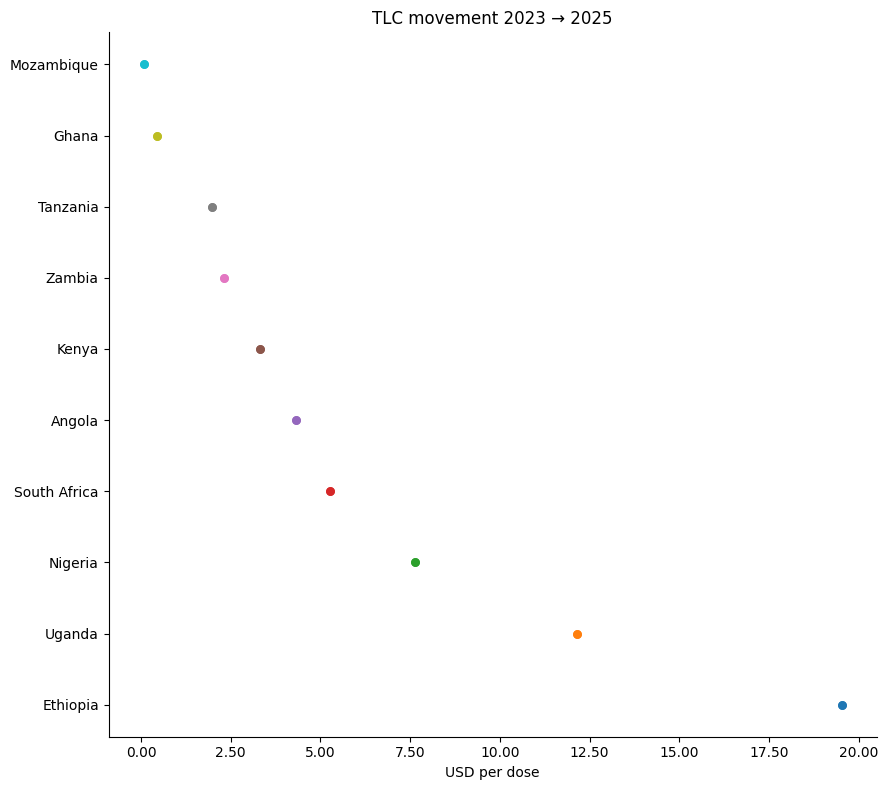 TLC movement 2023 → 2025
Mozambique
Ghana
Tanzania
Zambia
Kenya
Angola
South Africa
Nigeria
Uganda
Ethiopia
0.00 2.50 5.00 7.50 10.00 12.50 15.00 17.50 20.00
USD per dose